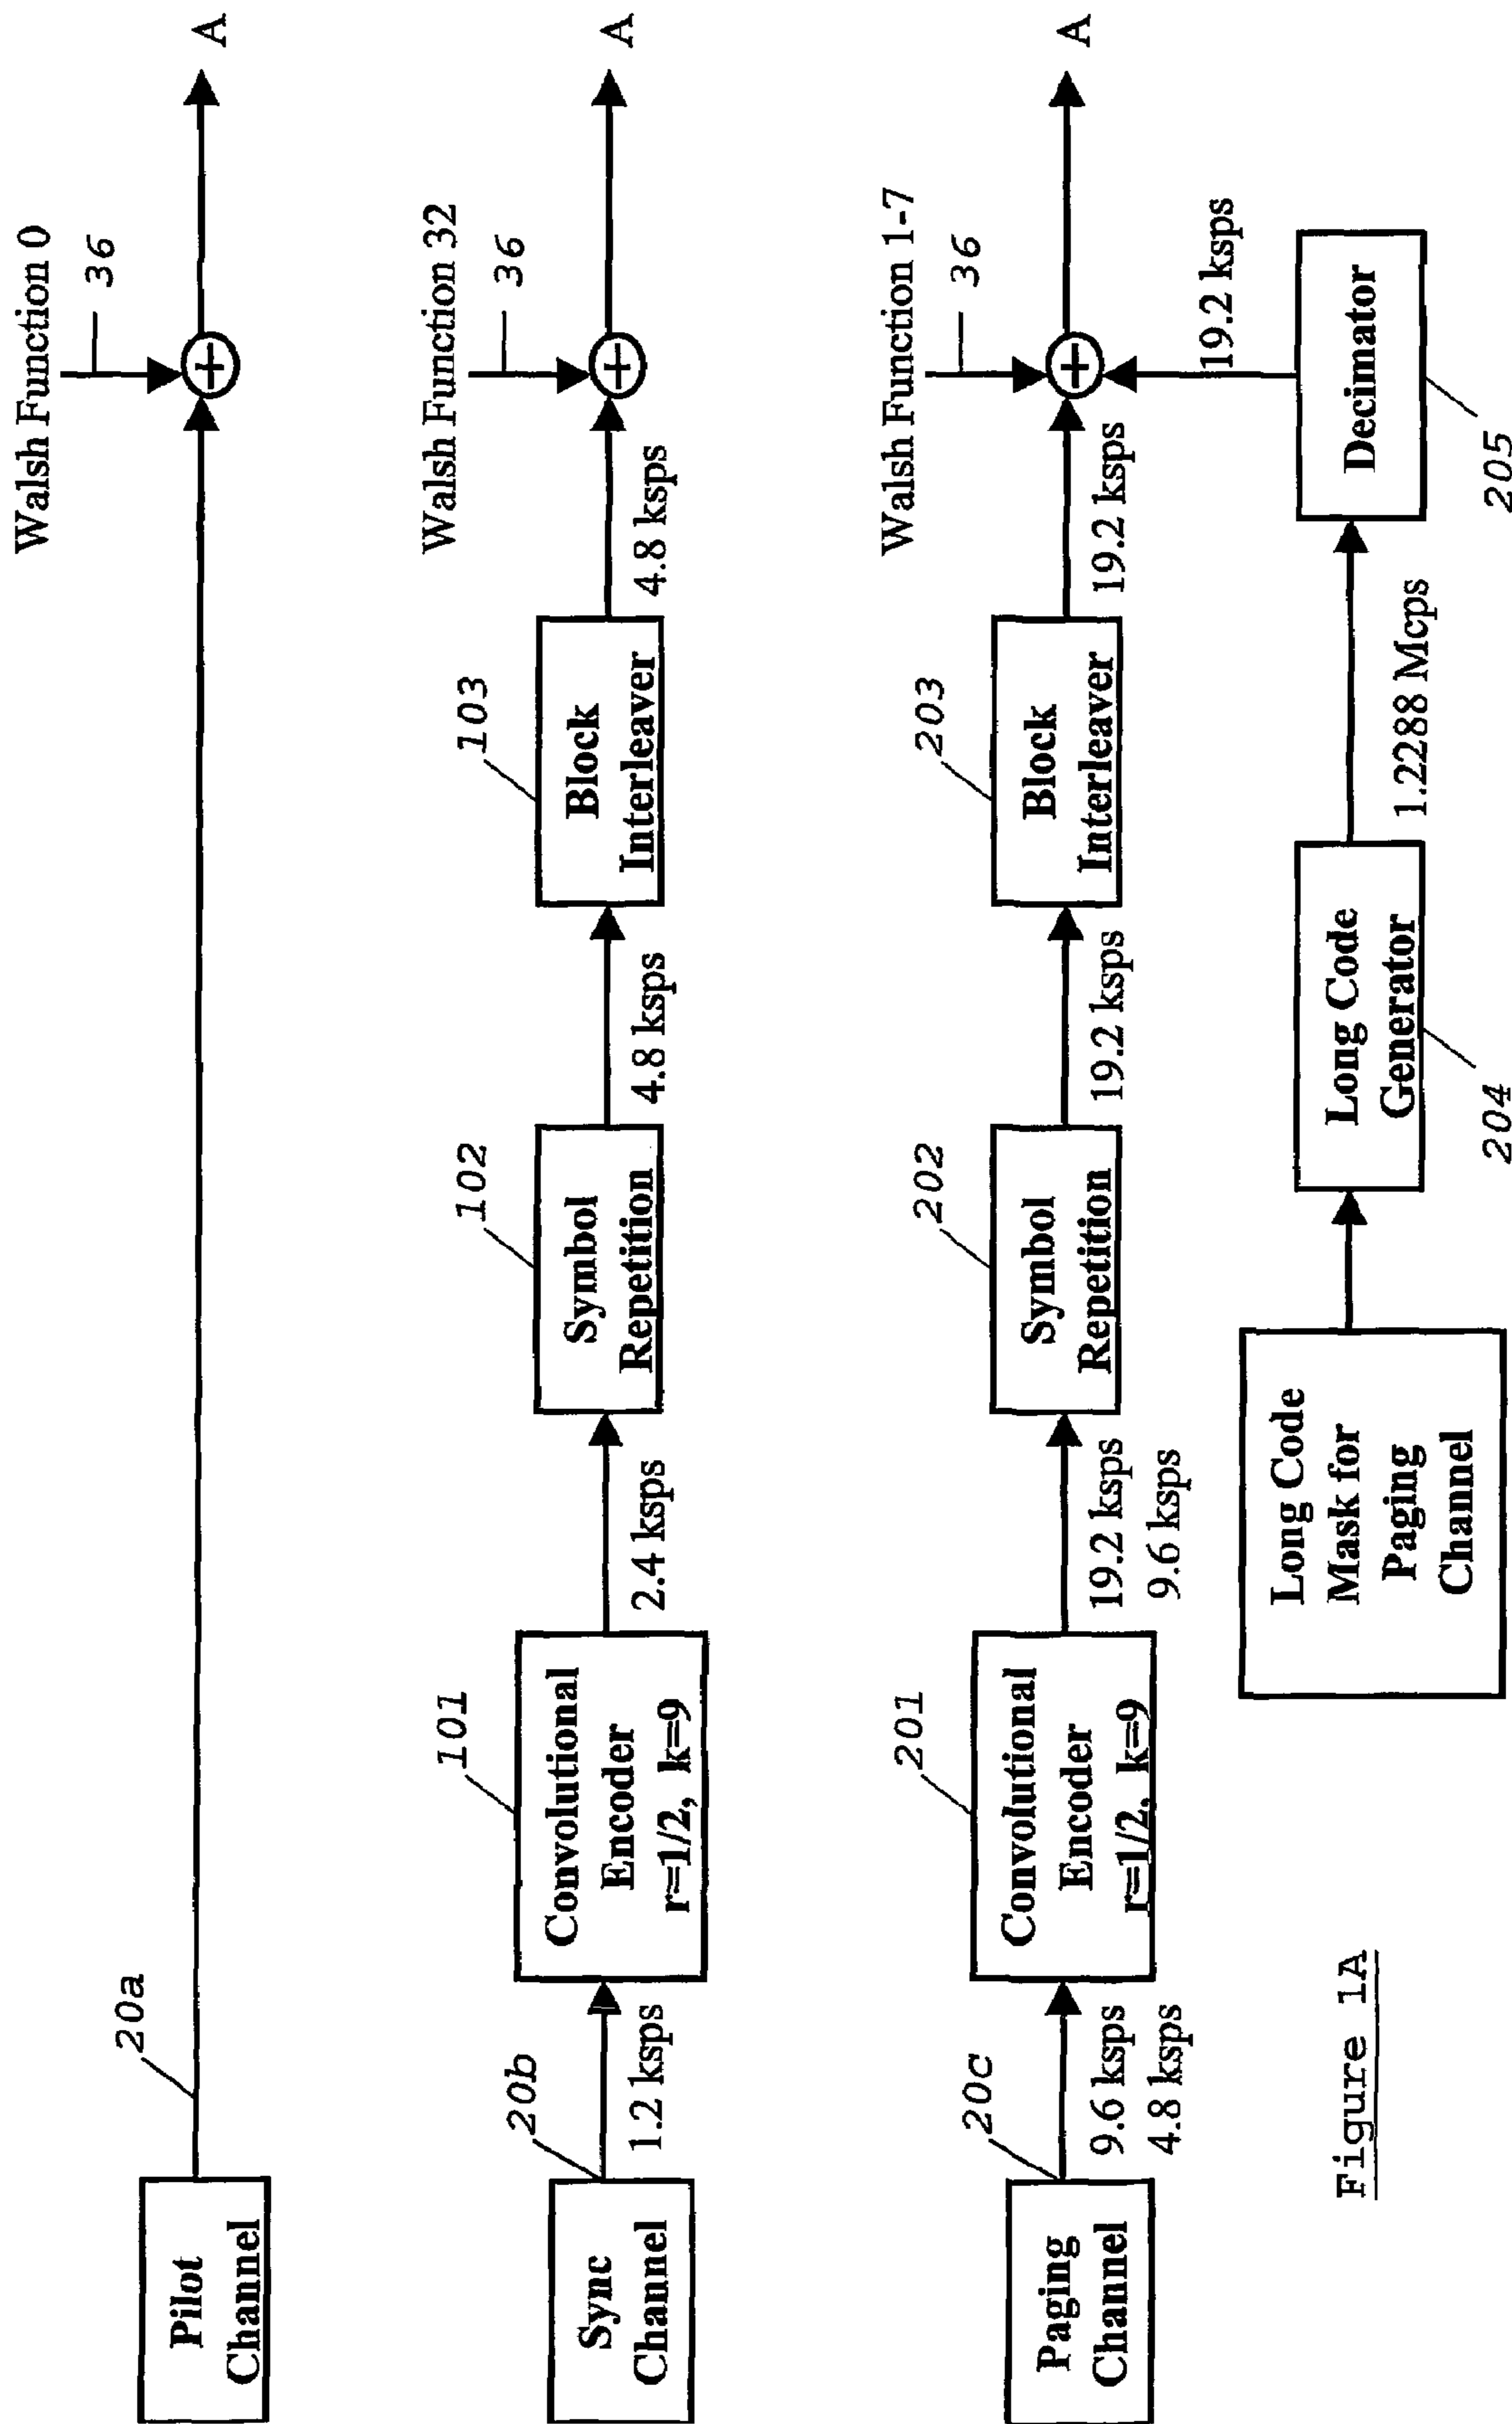 Pilot
Channel
20a
Walsh Function 0
36
A
Sync
Channel
20b
1.2 ksps
101
Convolutional
Encoder
r=1/2, k=9
2.4 ksps
102
Symbol
Repetition
4.8 ksps
103
Block
Interleaver
4.8 ksps
Walsh Function 32
36
A
Paging
Channel
20c
9.6 ksps
4.8 ksps
201
Convolutional
Encoder
r=1/2, k=9
19.2 ksps
9.6 ksps
202
Symbol
Repetition
19.2 ksps
203
Block
Interleaver
19.2 ksps
Walsh Function 1-7
36
A
Long Code
Mask for
Paging
Channel
Long Code
Generator
204
1.2288 Mcps
Decimator
205
19.2 ksps
Figure 1A